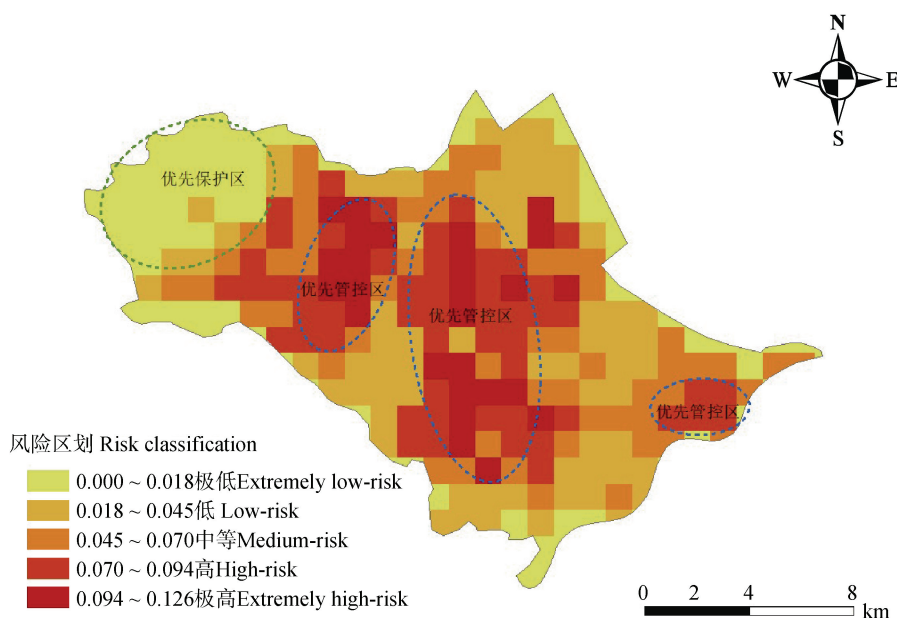 N
W E
S
优先保护区
优先管控区
优先管控区
优先管控区
风险区划 Risk classification
0.000 ~ 0.018极低Extremely low-risk
0.018 ~ 0.045低 Low-risk
0.045 ~ 0.070中等Medium-risk
0.070 ~ 0.094高High-risk
0.094 ~ 0.126极高Extremely high-risk
0 2 4 8
km